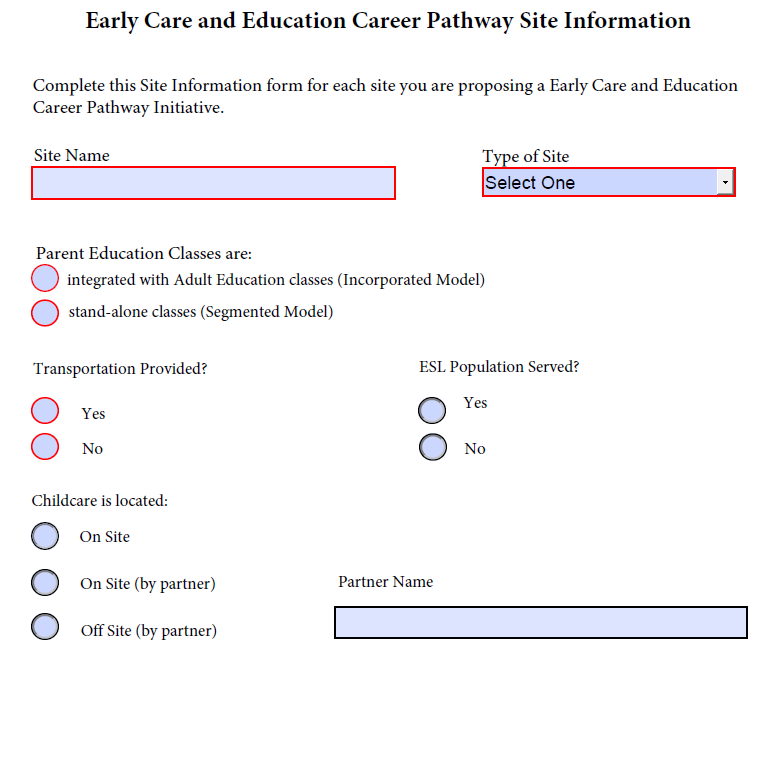 Early Care and Education Career Pathway Site Information
Complete this Site Information form for each site you are proposing a Early Care and Education
Career Pathway Initiative.
Site Name
Type of Site
Select One
Parent Education Classes are:
integrated with Adult Education classes (Incorporated Model)
stand-alone classes (Segmented Model)
Transportation Provided?
Yes
No
ESL Population Served?
Yes
No
Childcare is located:
On Site
On Site (by partner)
Off Site (by partner)
Partner Name